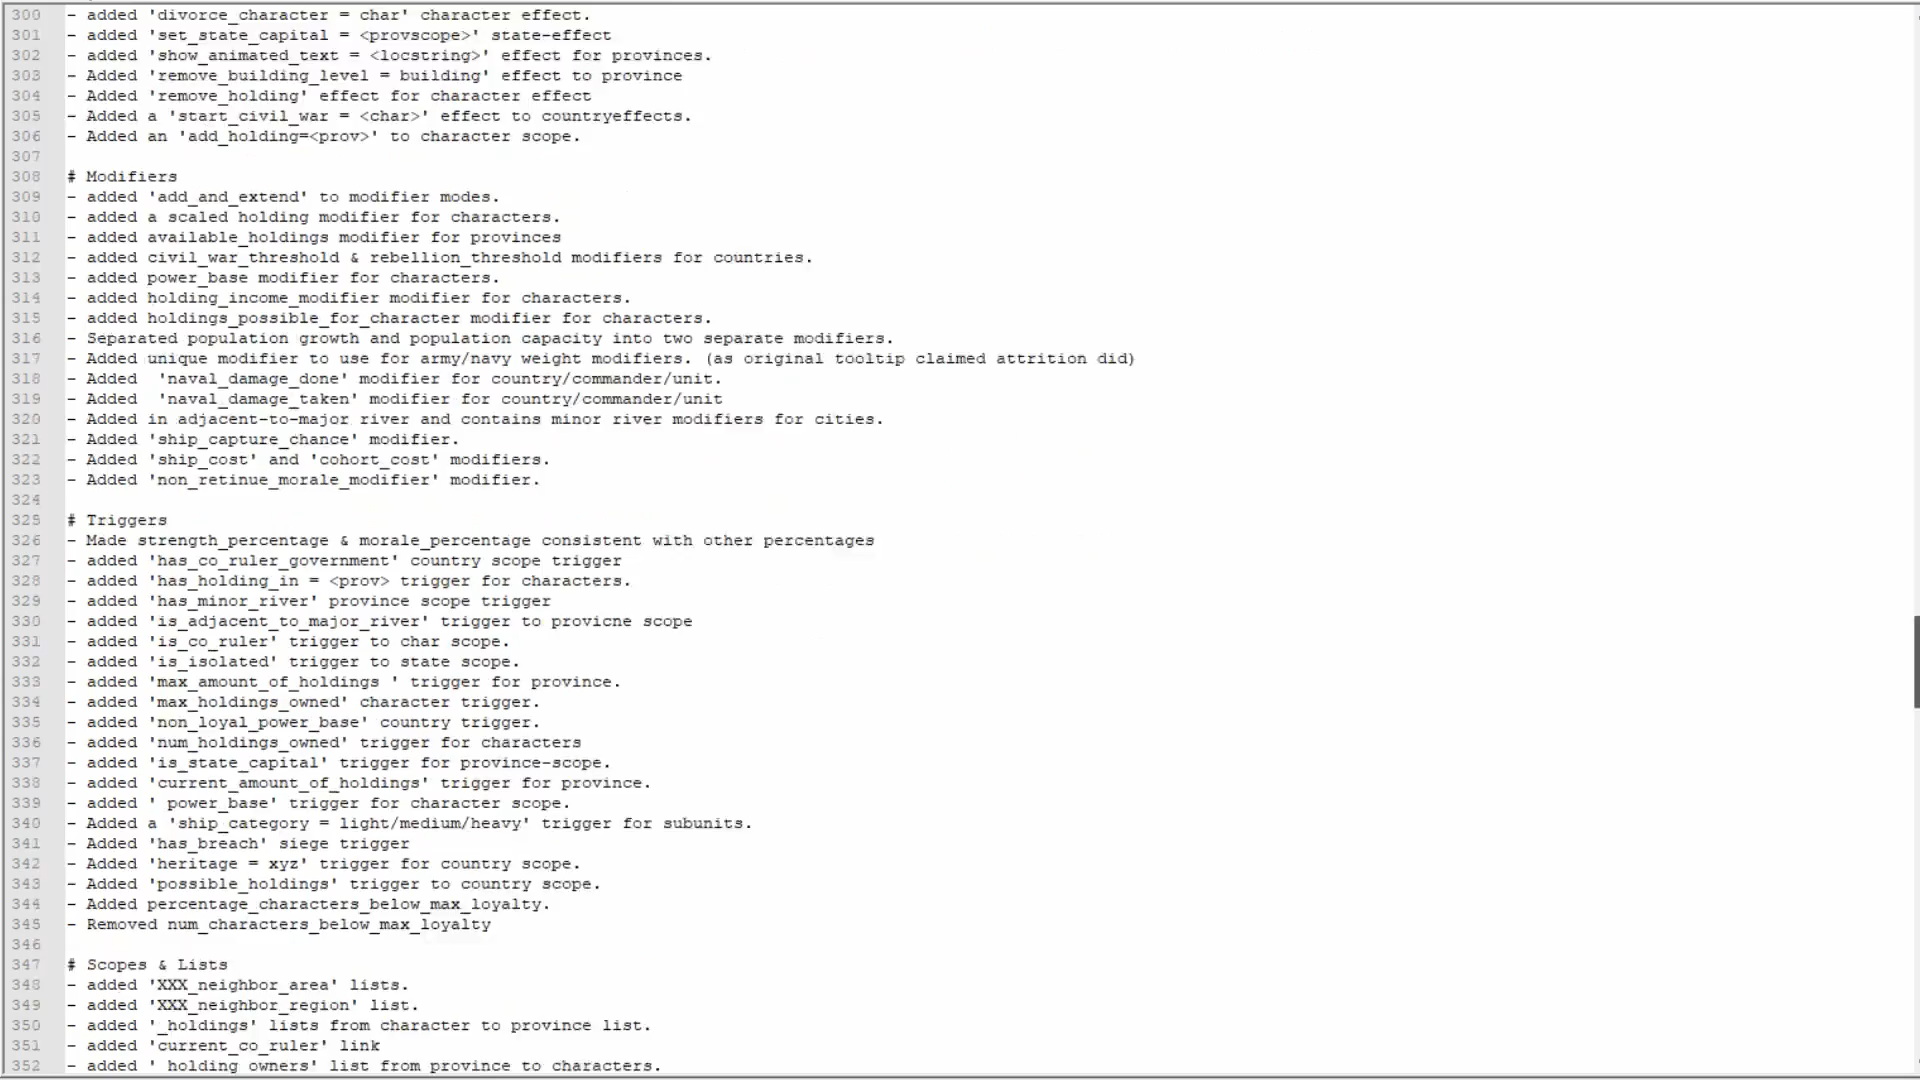 300 - added 'divorce_character = char' character effect.
301 - added 'set_state_capital = <provscope>' state-effect
302 - added 'show_animated_text = <locstring>' effect for provinces.
303 - Added 'remove_building_level = building' effect to province
304 - Added 'remove_holding' effect for character effect
305 - Added a 'start_civil_war = <char>' effect to countryeffects.
306 - Added an 'add_holding=<prov>' to character scope.
307
308 # Modifiers
309 - added 'add_and_extend' to modifier modes.
310 - added a scaled holding modifier for characters.
311 - added available_holdings modifier for provinces
312 - added civil_war_threshold & rebellion_threshold modifiers for countries.
313 - added power_base modifier for characters.
314 - added holding_income_modifier modifier for characters.
315 - added holdings_possible_for_character modifier for characters.
316 - Separated population growth and population capacity into two separate modifiers.
317 - Added unique modifier to use for army/navy weight modifiers. (as original tooltip claimed attrition did)
318 - Added  'naval_damage_done' modifier for country/commander/unit.
319 - Added  'naval_damage_taken' modifier for country/commander/unit
320 - Added in adjacent-to-major river and contains minor river modifiers for cities.
321 - Added 'ship_capture_chance' modifier.
322 - Added 'ship_cost' and 'cohort_cost' modifiers.
323 - Added 'non_retinue_morale_modifier' modifier.
324
325 # Triggers
326 - Made strength_percentage & morale_percentage consistent with other percentages
327 - added 'has_co_ruler_government' country scope trigger
328 - added 'has_holding_in = <prov> trigger for characters.
329 - added 'has_minor_river' province scope trigger
330 - added 'is_adjacent_to_major_river' trigger to provicne scope
331 - added 'is_co_ruler' trigger to char scope.
332 - added 'is_isolated' trigger to state scope.
333 - added 'max_amount_of_holdings ' trigger for province.
334 - added 'max_holdings_owned' character trigger.
335 - added 'non_loyal_power_base' country trigger.
336 - added 'num_holdings_owned' trigger for characters
337 - added 'is_state_capital' trigger for province-scope.
338 - added 'current_amount_of_holdings' trigger for province.
339 - added ' power_base' trigger for character scope.
340 - Added a 'ship_category = light/medium/heavy' trigger for subunits.
341 - Added 'has_breach' siege trigger
342 - Added 'heritage = xyz' trigger for country scope.
343 - Added 'possible_holdings' trigger to country scope.
344 - Added percentage_characters_below_max_loyalty.
345 - Removed num_characters_below_max_loyalty
346
347 # Scopes & Lists
348 - added 'XXX_neighbor_area' lists.
349 - added 'XXX_neighbor_region' list.
350 - added '_holdings' lists from character to province list.
351 - added 'current_co_ruler' link
352 - added '_holding_owners' list from province to characters.